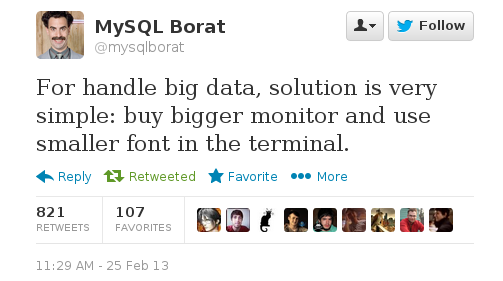 MySQL Borat
@mysqlborat
Follow
For handle big data, solution is very
simple: buy bigger monitor and use
smaller font in the terminal.
Reply Retweeted Favorite More
821 107
RETWEETS FAVORITES
11:29 AM - 25 Feb 13